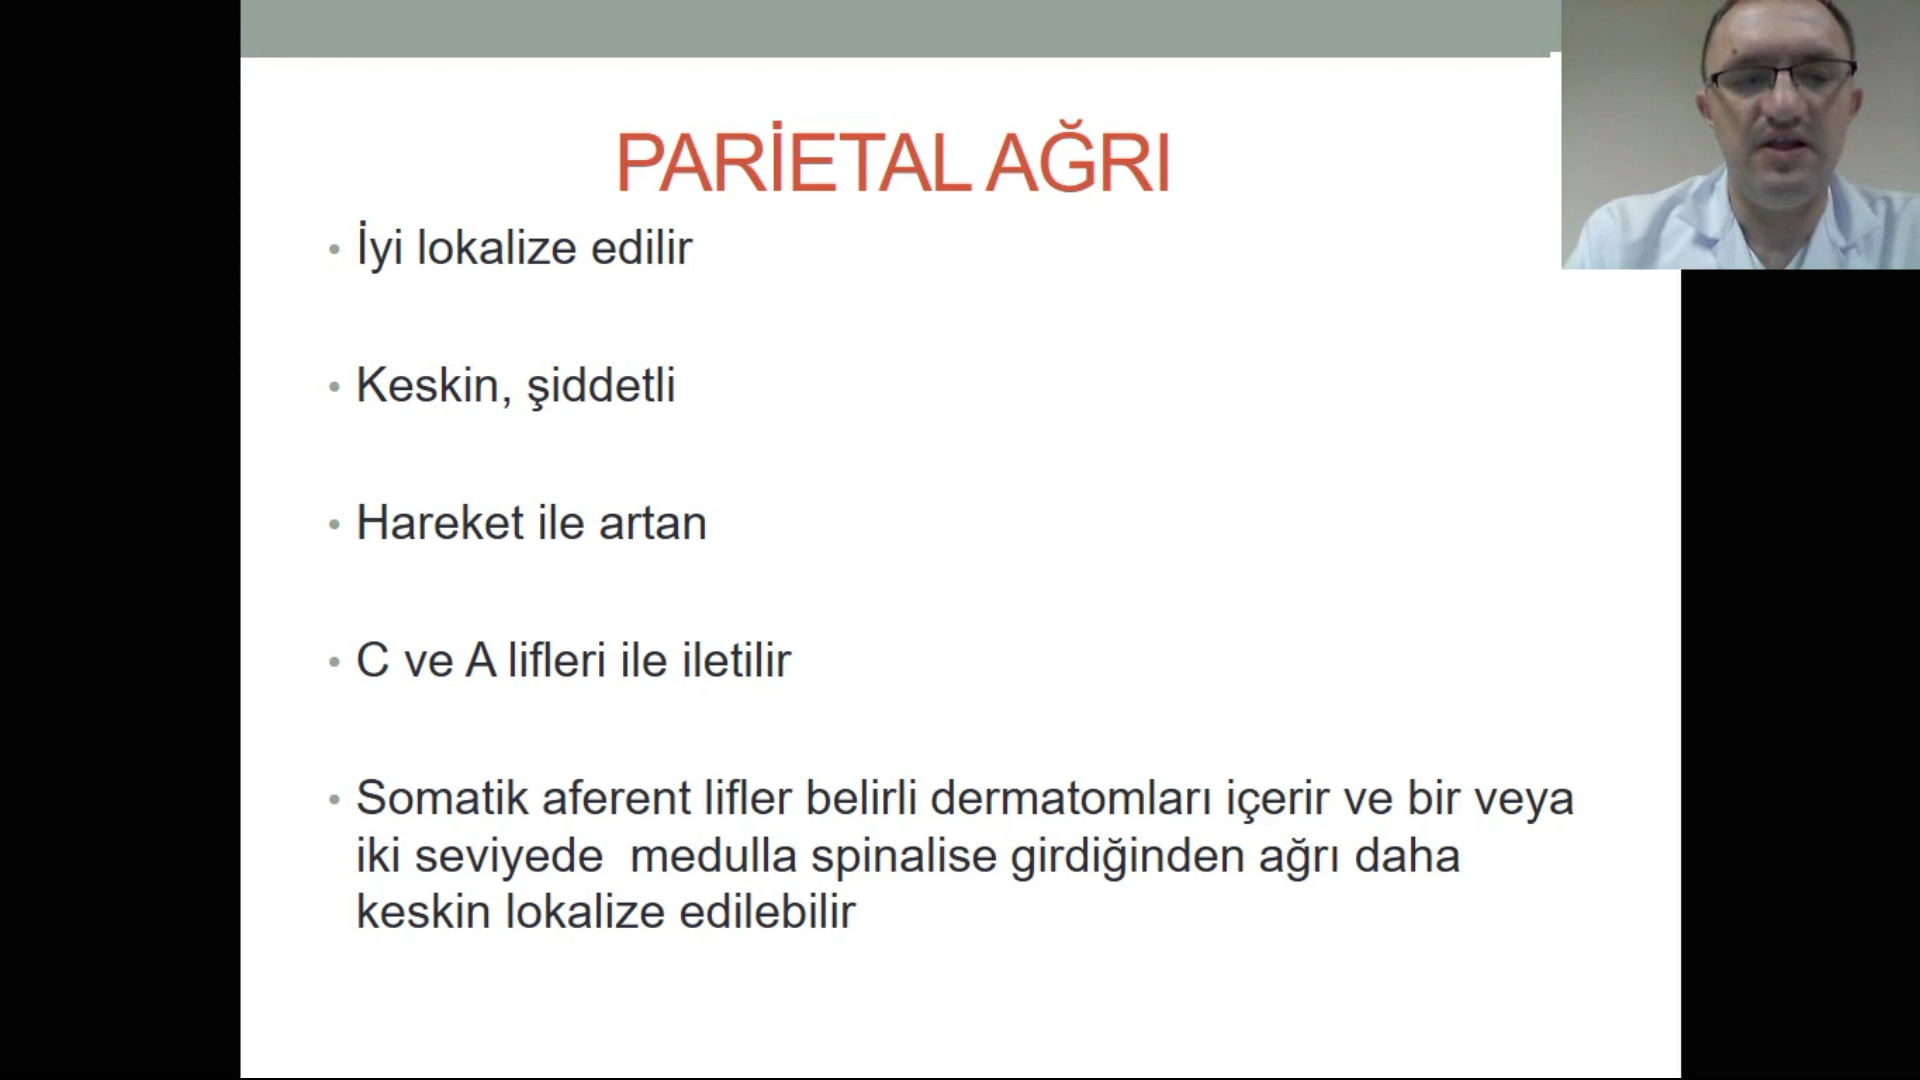 PARİETAL AĞRI
• İyi lokalize edilir
• Keskin, şiddetli
• Hareket ile artan
• C ve A lifleri ile iletilir
• Somatik aferent lifler belirli dermatomları içerir ve bir veya
iki seviyede  medulla spinalise girdiğinden ağrı daha
keskin lokalize edilebilir